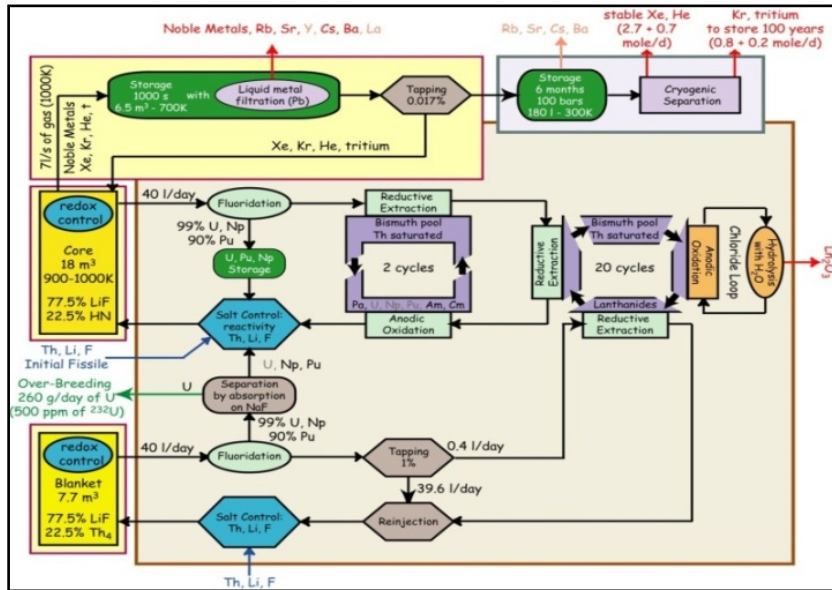 Noble Metals, Rb, Sr, Y, Cs, Ba, La
Rb, Sr, Cs, Ba
stable Xe, He
(2.7 + 0.7
mole/d)
Kr, tritium
to store 100 years
(0.8 + 0.2 mole/d)
7l/s of gas (1000K)
Noble Metals
Xe, Kr, He, t
Storage
1000 s
6.5 m³ - 700K
with
Liquid metal
filtration (Pb)
Tapping
0.017%
Storage
6 months
100 bars
180 l - 300K
Cryogenic
Separation
Xe, Kr, He, tritium
redox
control
Core
18 m³
900-1000K
77.5% LiF
22.5% HN
40 l/day
Fluoridation
99% U, Np
90% Pu
U, Pu, Np
Storage
Salt Control:
reactivity
Th, Li, F
Reductive
Extraction
Bismuth pool
Th saturated
2 cycles
Pa, U, Np, Pu, Am, Cm
Anodic
Oxidation
Reductive
Extraction
Bismuth pool
Th saturated
20 cycles
Lanthanides
Reductive
Extraction
Anodic
Oxidation
Chloride Loop
Hydrolysis
with H₂O
Ln₂O₃
Th, Li, F
Initial Fissile
U, Np, Pu
Over-Breeding
260 g/day of U
(500 ppm of ²³²U)
U
Separation
by absorption
on NaF
99% U, Np
90% Pu
redox
control
Blanket
7.7 m³
77.5% LiF
22.5% Th₄
40 l/day
Fluoridation
Tapping
1%
0.4 l/day
39.6 l/day
Salt Control:
Th, Li, F
Reinjection
Th, Li, F